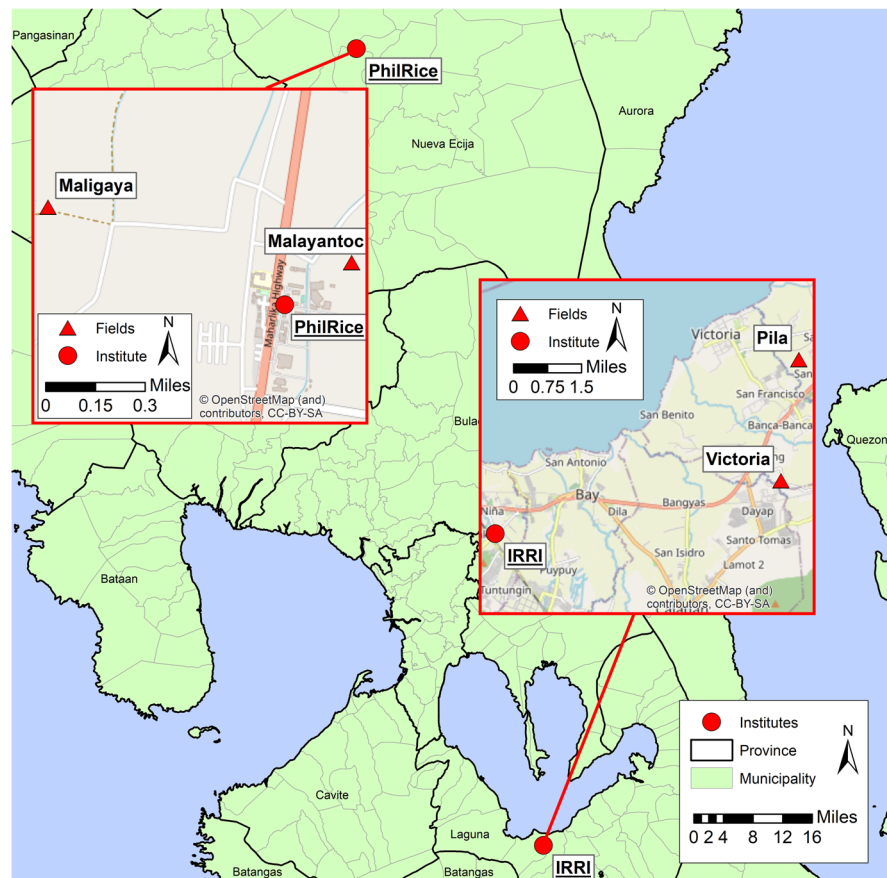 Pangasinan
PhilRice
Aurora
Nueva Ecija
Maligaya
Malayantoc
Maharlika Highway
PhilRice
Fields
Institute
N
Miles
0 0.15 0.3
© OpenStreetMap (and)
contributors, CC-BY-SA
Bulac
Fields
Institute
N
Miles
0 0.75 1.5
Victoria
Pila
San Francisco
San Benito
Banca-Banca
Victoria
San Antonio
Bay
Niña
Dila
Bangyas
Dayap
IRRI
San Isidro
Santo Tomas
Puypuy
Lamot 2
Tuntungin
© OpenStreetMap (and)
contributors, CC-BY-SA
Quezon
Bataan
Cavite
Laguna
Batangas
Batangas
IRRI
Institutes
Province
Municipality
N
Miles
0 2 4 8 12 16